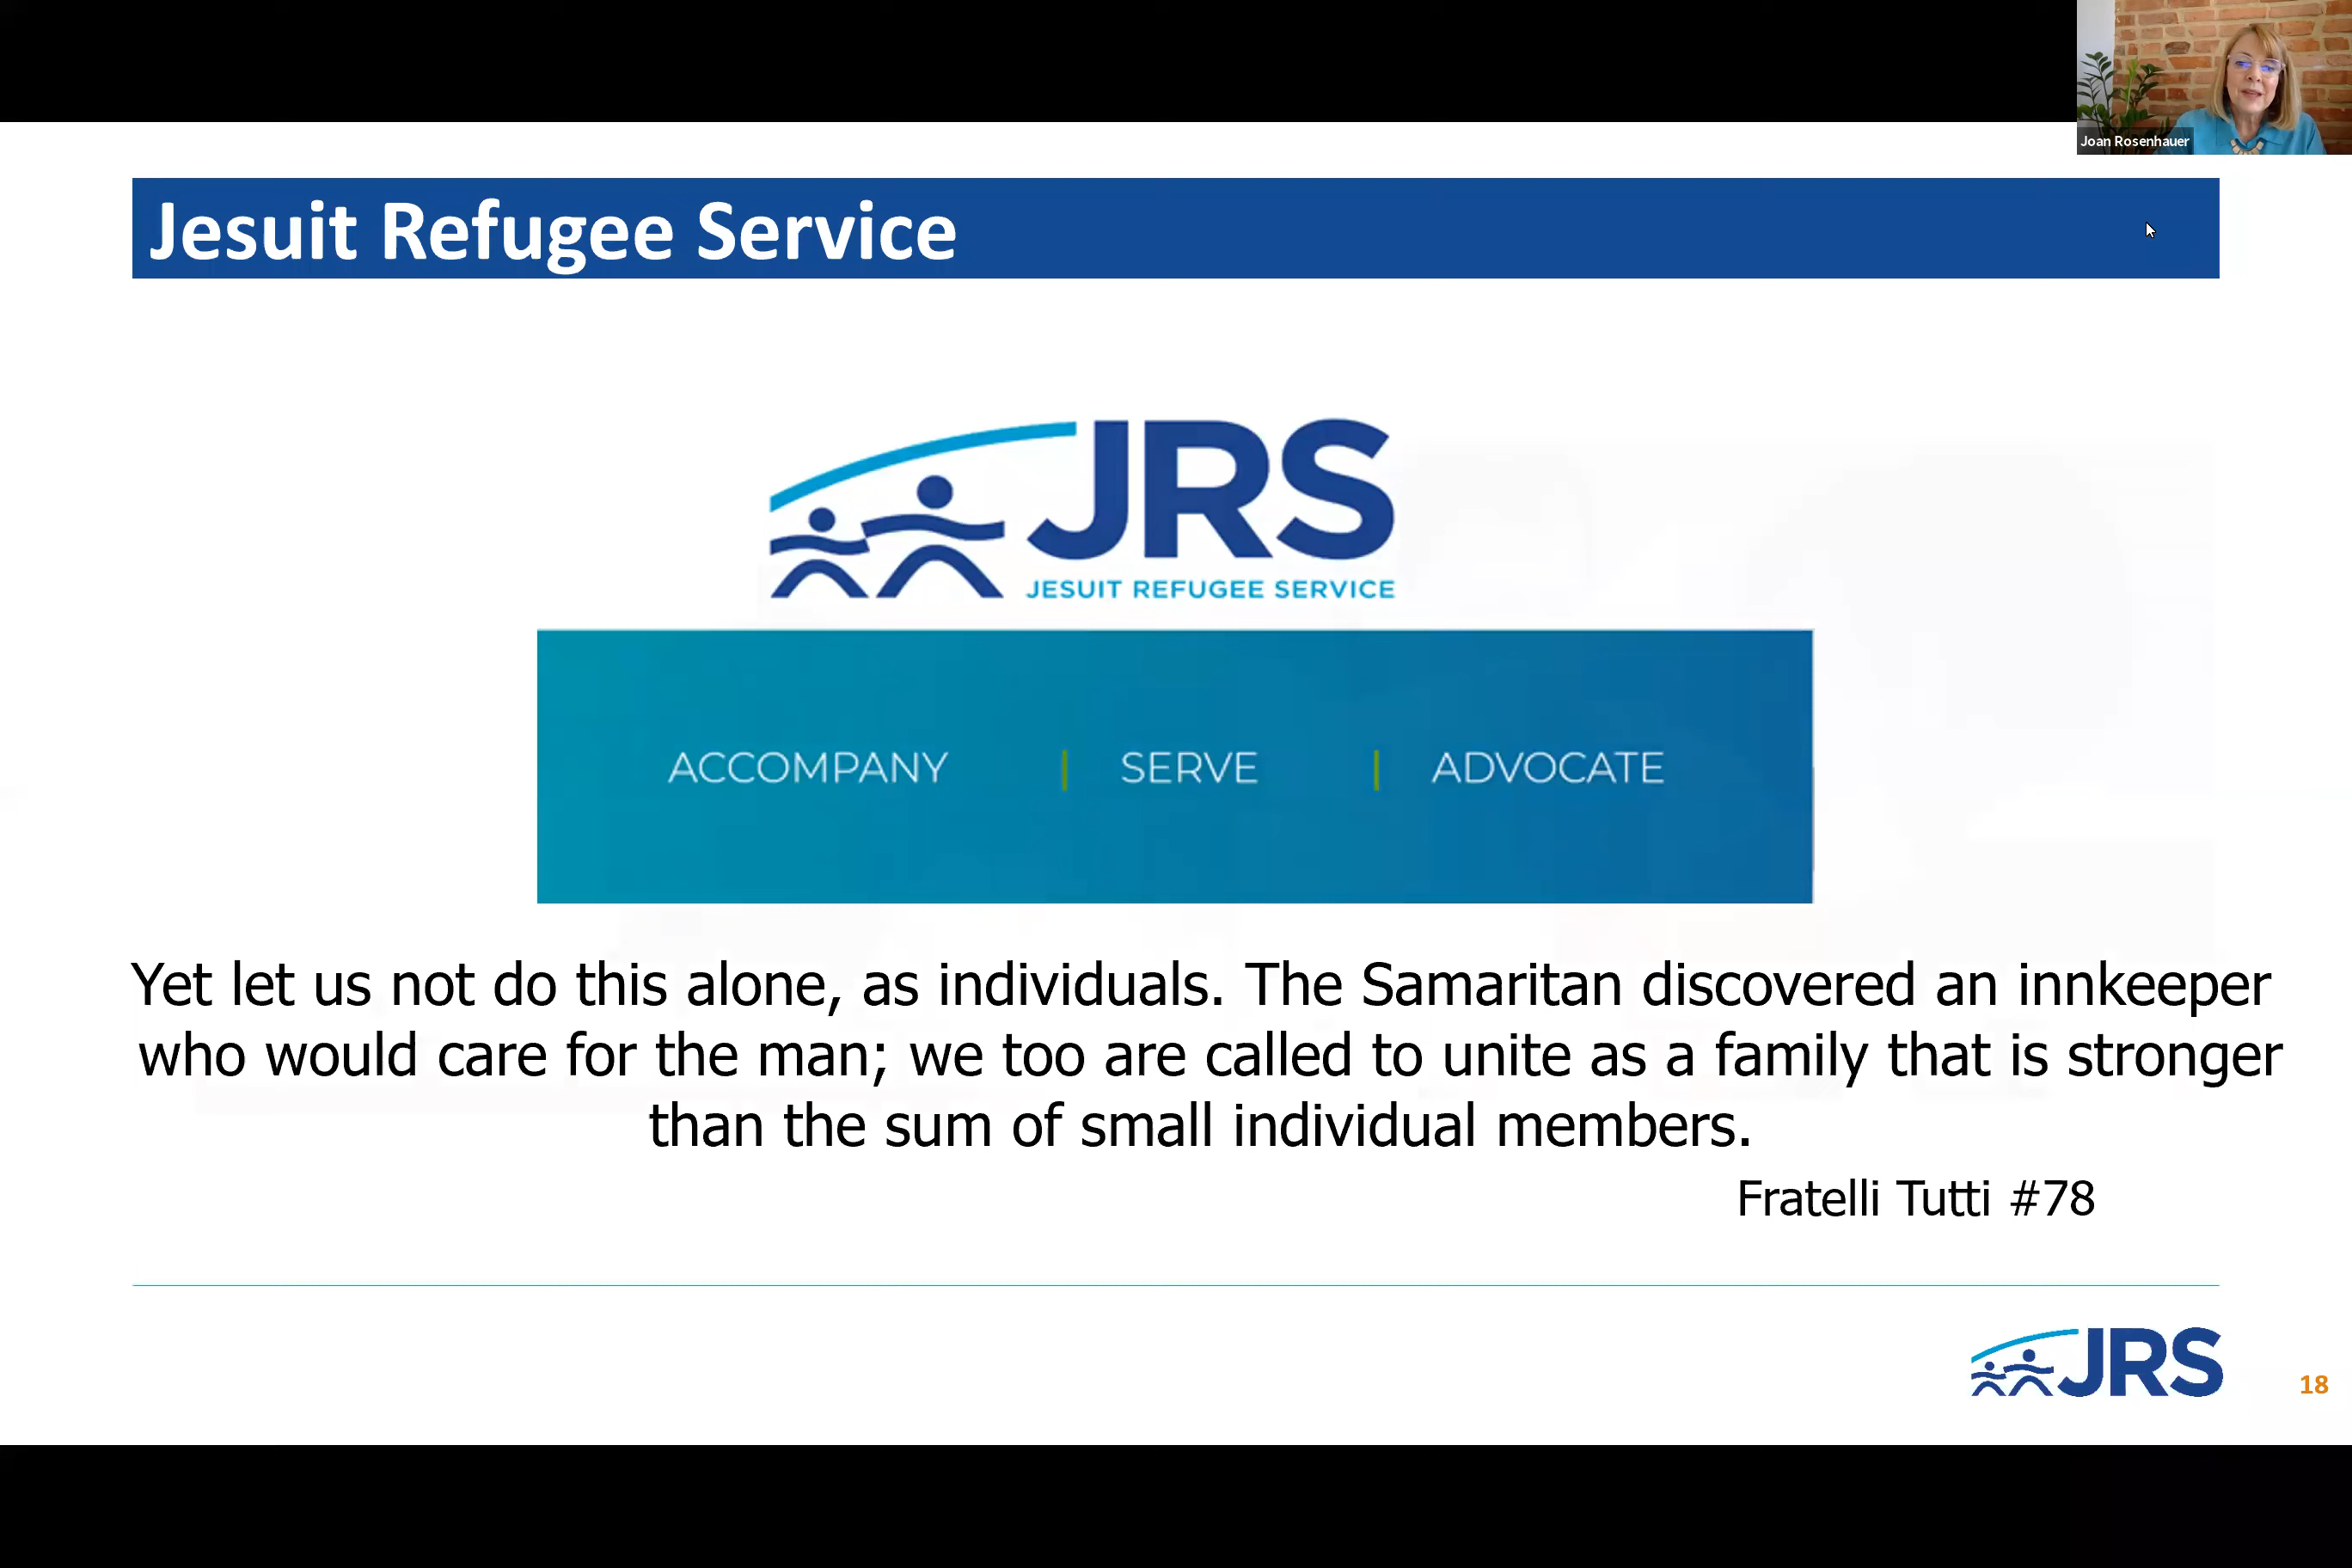 Joan Rosenhauer
Jesuit Refugee Service
JRS
JESUIT REFUGEE SERVICE
ACCOMPANY | SERVE | ADVOCATE
Yet let us not do this alone, as individuals. The Samaritan discovered an innkeeper
who would care for the man; we too are called to unite as a family that is stronger
than the sum of small individual members.
Fratelli Tutti #78
JRS
18